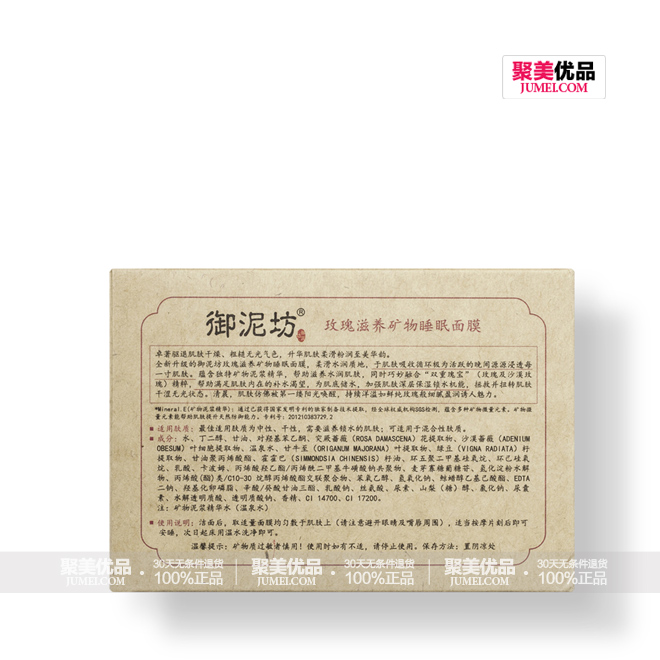 聚美优品
JUMEI.COM
御泥坊®
玫瑰滋养矿物睡眠面膜
卓著驱退肌肤干燥、粗糙无光气色,升华肌肤柔滑粉润至美华韵。
全新升级的御泥坊玫瑰滋养矿物睡眠面膜,柔滑水润质地,于肌肤吸收循环极为活跃的晚间源源浸透每
一寸肌肤。蕴含独特矿物泥浆精华,帮助滋养水润肌肤,同时巧妙融合“双重瑰宝”(玫瑰及沙漠玫
瑰)精粹,帮助满足肌肤内在的补水渴望,为肌底储水,加强肌肤深层保湿锁水机能,拯救并扭转肌肤
干涩无光状态。清晨,肌肤仿佛被第一缕阳光唤醒,持续洋溢如鲜纯玫瑰般细腻盈润诱人魅力。
*Mineral E(矿物泥浆精华):通过已获得国家发明专利的独家制备技术提取,经全球权威机构SGS检测,蕴含多种矿物微量元素。矿物微
量元素能帮助肌肤提升天然防御能力。专利号:201210383729.2
■ 适用肤质:最佳适用肤质为中性、干性,需要滋养锁水的肌肤;可适用于混合性肤质。
■ 成分:水、丁二醇、甘油、对羟基苯乙酮、突厥蔷薇 (ROSA DAMASCENA) 花提取物、沙漠蔷薇 (ADENIUM
OBESUM) 叶细胞提取物、温泉水、甘牛至 (ORIGANUM MAJORANA) 叶提取物、绿豆 (VIGNA RADIATA) 籽
提取物、甘油聚丙烯酸酯、霍霍巴 (SIMMONDSIA CHINENSIS) 籽油、环五聚二甲基硅氧烷、环己硅氧
烷、乳酸、卡波姆、丙烯酸羟乙酯/丙烯酰二甲基牛磺酸钠共聚物、麦芽寡糖葡糖苷、氢化淀粉水解
物、丙烯酸(酯)类/C10-30 烷醇丙烯酸酯交联聚合物、苯氧乙醇、氢氧化钠、鲸蜡醇乙基己酸酯、EDTA
二钠、羟基化卵磷脂、辛酸/癸酸甘油三酯、乳酸钠、丝氨酸、尿素、山梨(糖)醇、氯化钠、尿囊
素、水解透明质酸、透明质酸钠、香精、CI 14700、CI 17200。
注:矿物泥浆精华水(温泉水)
■ 使用说明:洁面后,取适量面膜均匀敷于肌肤上(请注意避开眼睛及嘴唇周围),适当按摩片刻后即可
安睡,次日起床用温水洗净即可。
温馨提示:矿物质过敏者慎用!使用时如有不适,请停止使用。保存方法:置阴凉处
聚美优品 JUMEI.COM · 30天无条件退货 100%正品 · 聚美优品 JUMEI.COM · 30天无条件退货 100%正品 · 聚美优品 JUMEI.COM · 30天无条件退货 100%正品